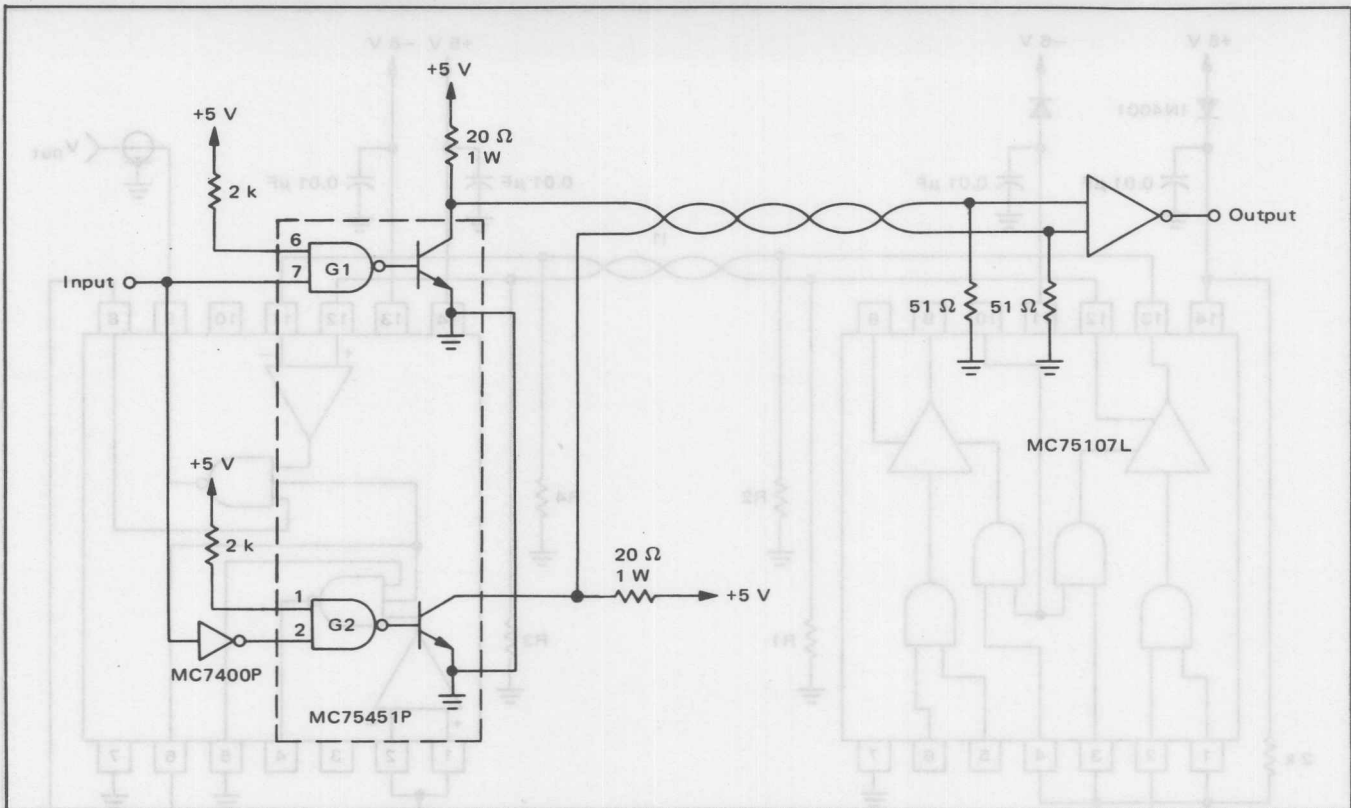 +5 V
+5 V
20 Ω
1 W
2 k
6
7
G1
Input
Output
51 Ω
51 Ω
MC75107L
+5 V
2 k
20 Ω
1 W
+5 V
1
2
G2
MC7400P
MC75451P